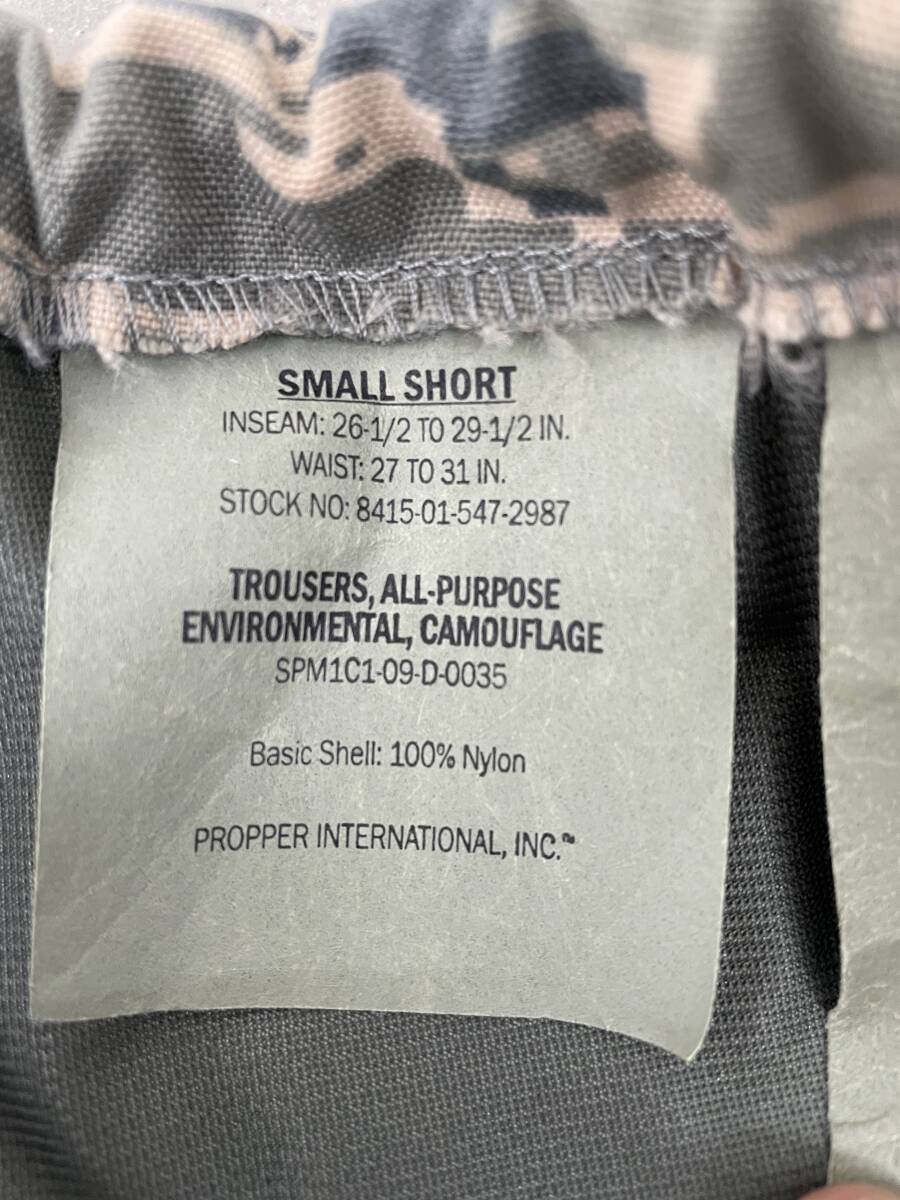 SMALL SHORT
INSEAM: 26-1/2 TO 29-1/2 IN.
WAIST: 27 TO 31 IN.
STOCK NO: 8415-01-547-2987
TROUSERS, ALL-PURPOSE
ENVIRONMENTAL, CAMOUFLAGE
SPM1C1-09-D-0035
Basic Shell: 100% Nylon
PROPPER INTERNATIONAL, INC.™